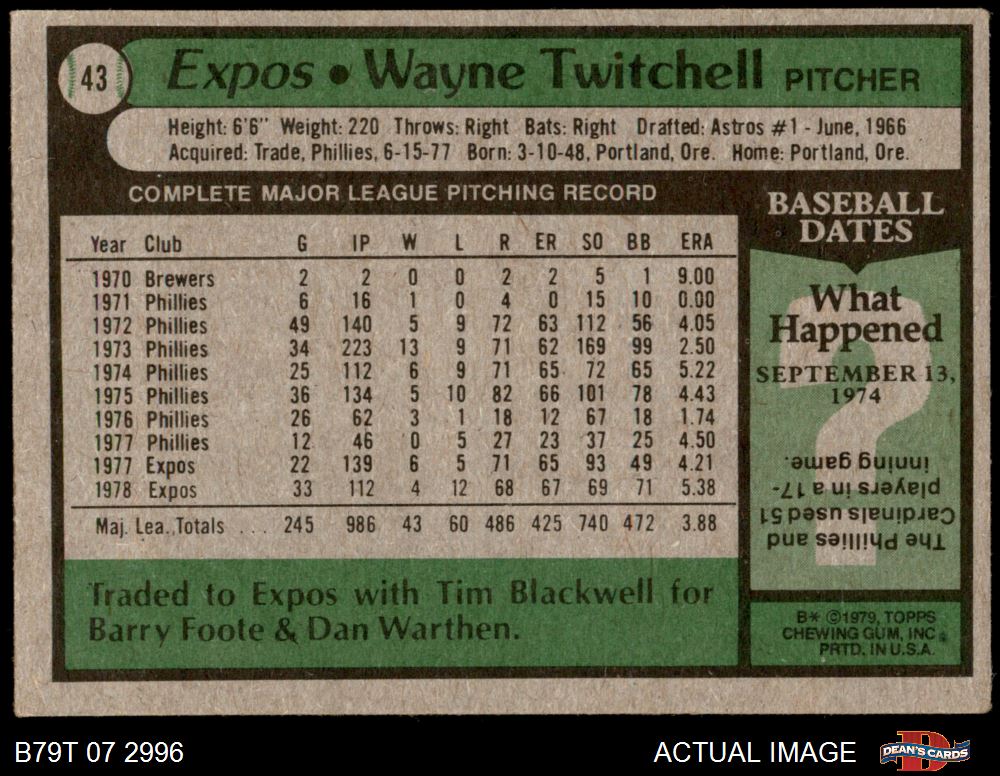 43 Expos • Wayne Twitchell PITCHER
Height: 6'6" Weight: 220 Throws: Right Bats: Right Drafted: Astros #1 - June, 1966
Acquired: Trade, Phillies, 6-15-77 Born: 3-10-48, Portland, Ore. Home: Portland, Ore.
COMPLETE MAJOR LEAGUE PITCHING RECORD
Year Club G IP W L R ER SO BB ERA
1970 Brewers 2 2 0 0 2 2 5 1 9.00
1971 Phillies 6 16 1 0 4 0 15 10 0.00
1972 Phillies 49 140 5 9 72 63 112 56 4.05
1973 Phillies 34 223 13 9 71 62 169 99 2.50
1974 Phillies 25 112 6 9 71 65 72 65 5.22
1975 Phillies 36 134 5 10 82 66 101 78 4.43
1976 Phillies 26 62 3 1 18 12 67 18 1.74
1977 Phillies 12 46 0 5 27 23 37 25 4.50
1977 Expos 22 139 6 5 71 65 93 49 4.21
1978 Expos 33 112 4 12 68 67 69 71 5.38
Maj. Lea. Totals ... 245 986 43 60 486 425 740 472 3.88
Traded to Expos with Tim Blackwell for
Barry Foote & Dan Warthen.
BASEBALL
DATES
What
Happened
SEPTEMBER 13,
1974
?
The Phillies and
Cardinals used 51
players in a 17-
inning game.
B* ©1979, TOPPS
CHEWING GUM, INC.
PRTD. IN U.S.A.
B79T 07 2996
ACTUAL IMAGE
D
DEAN'S CARDS